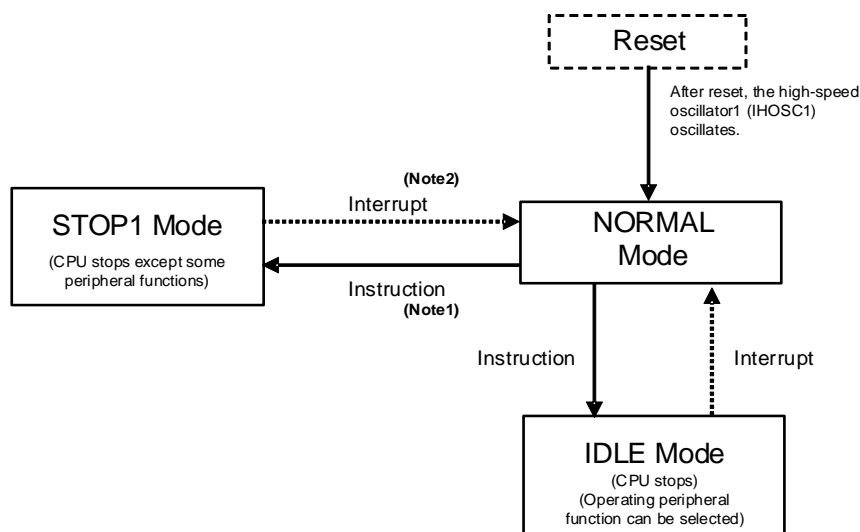 Reset
After reset, the high-speed
oscillator1 (IHOSC1)
oscillates.
(Note2)
Interrupt
STOP1 Mode
(CPU stops except some
peripheral functions)
NORMAL
Mode
Instruction
(Note1)
Instruction
Interrupt
IDLE Mode
(CPU stops)
(Operating peripheral
function can be selected)